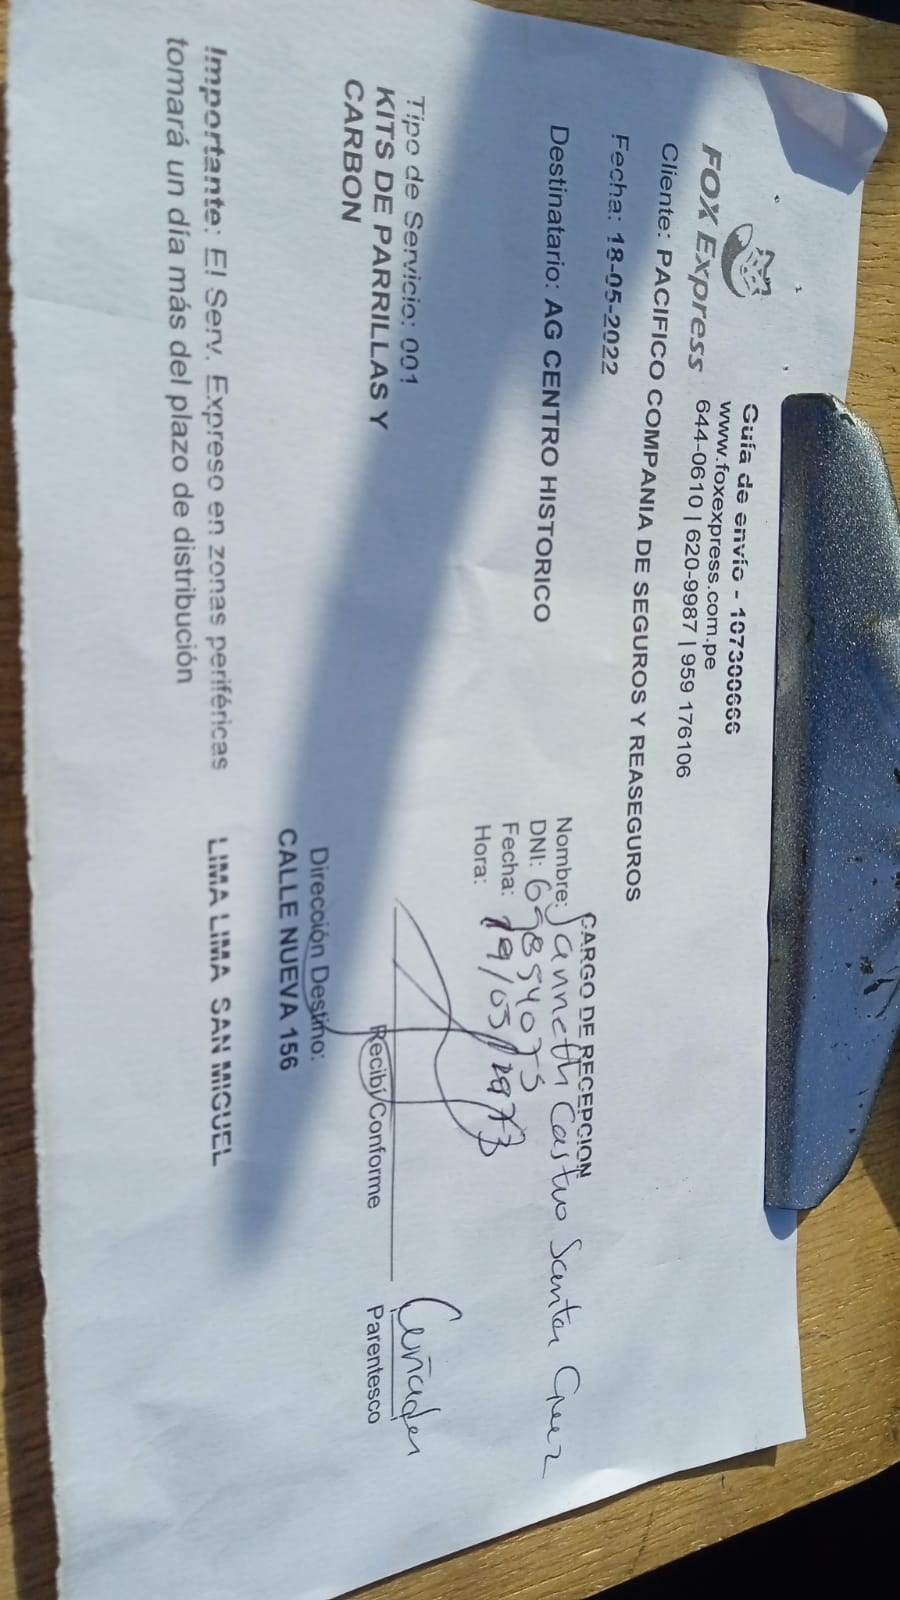 FOX Express
Guía de envío - 107300666
www.foxexpress.com.pe
644-0610 | 620-9987 | 959 176106
Cliente: PACIFICO COMPANIA DE SEGUROS Y REASEGUROS
Fecha: 18-05-2022
Destinatario: AG CENTRO HISTORICO
CARGO DE RECEPCION
Nombre: Janneth Castro Santa Cruz
DNI:
Fecha:
Hora:
Tipo de Servicio: 001
KITS DE PARRILLAS Y
CARBON
Cuñada
Recibí Conforme
Parentesco
Dirección Destino:
CALLE NUEVA 156
Importante: El Serv. Expreso en zonas periféricas
tomará un día más del plazo de distribución
LIMA LIMA SAN MIGUEL